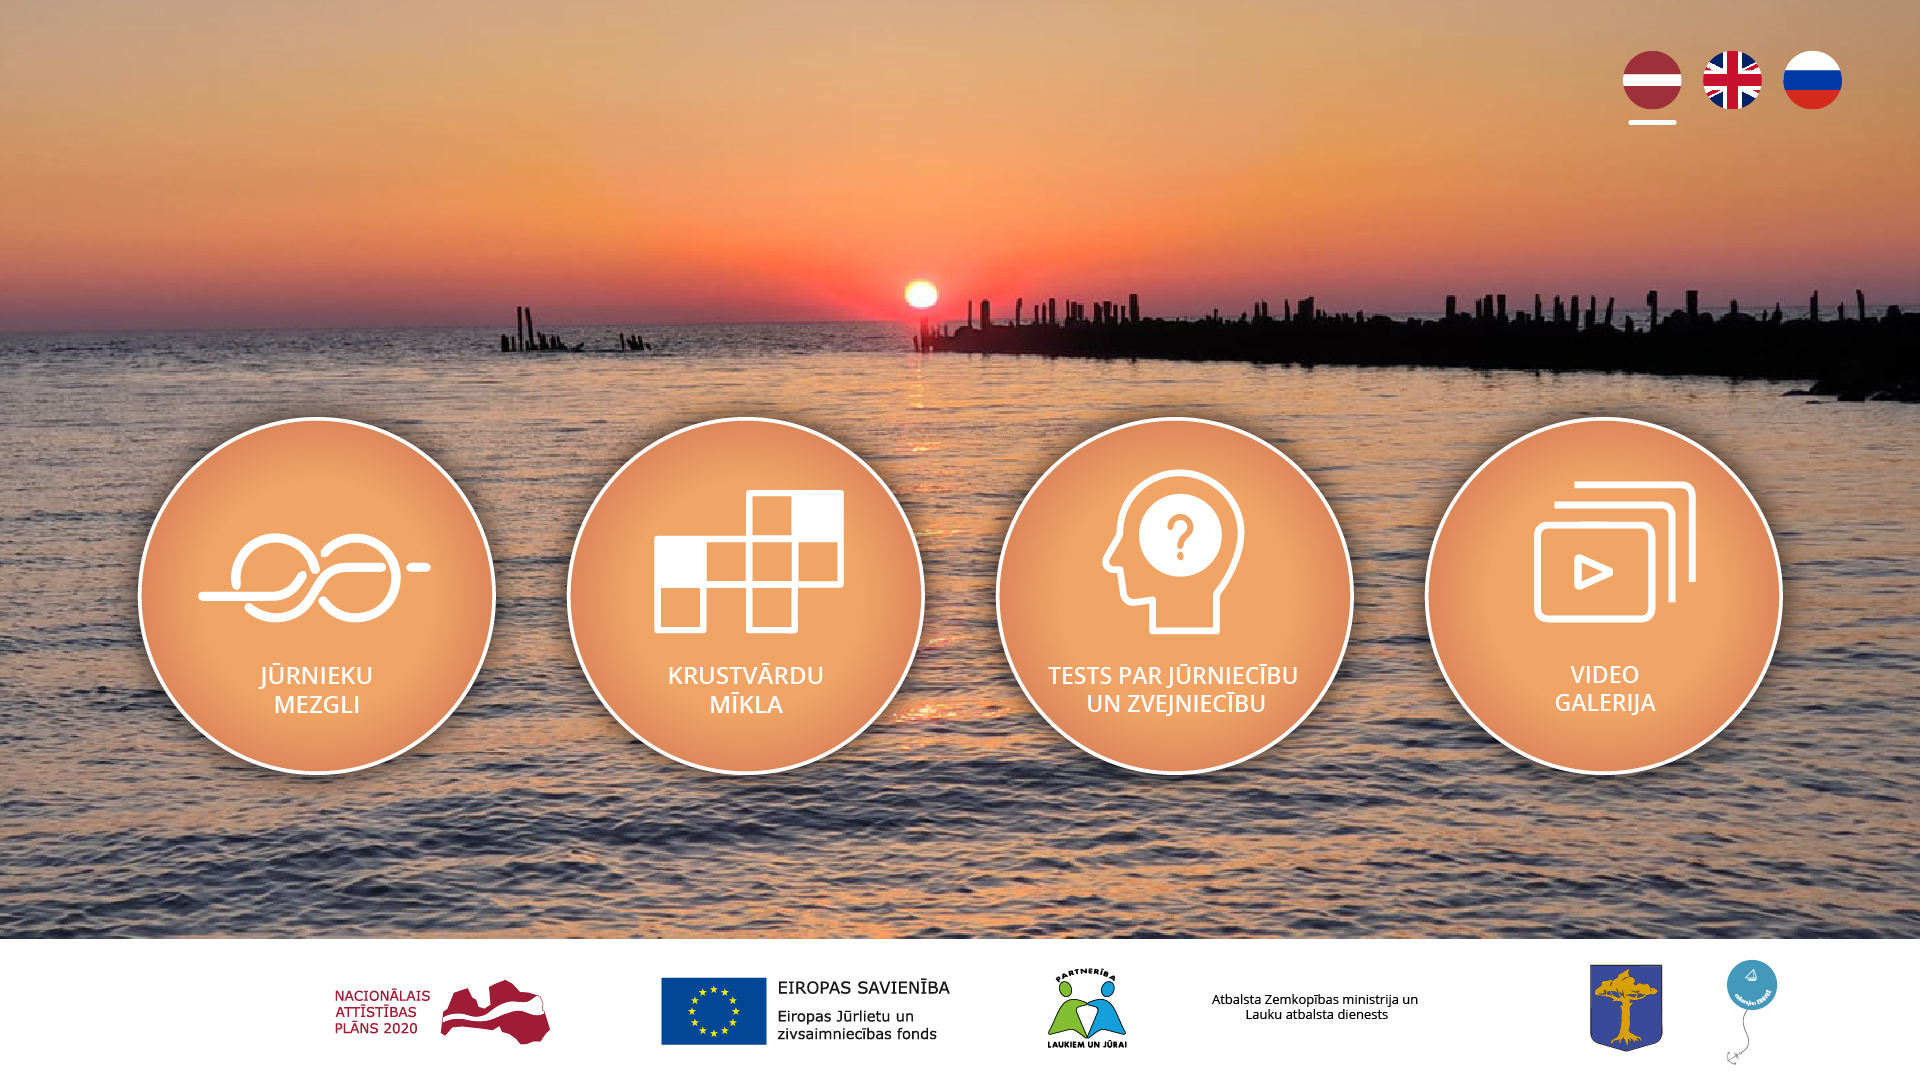 JŪRNIEKU
MEZGLI
KRUSTVĀRDU
MĪKLA
TESTS PAR JŪRNIECĪBU
UN ZVEJNIECĪBU
VIDEO
GALERIJA
NACIONĀLAIS
ATTĪSTĪBAS
PLĀNS 2020
EIROPAS SAVIENĪBA
Eiropas Jūrlietu un
zivsaimniecības fonds
PARTNERĪBA
LAUKIEM UN JŪRAI
Atbalsta Zemkopības ministrija un
Lauku atbalsta dienests